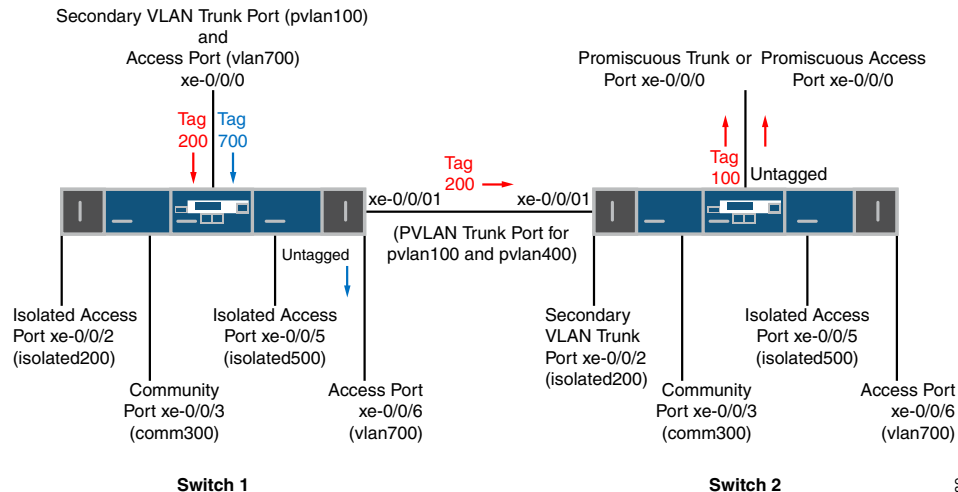 Secondary VLAN Trunk Port (pvlan100)
and
Access Port (vlan700)
xe-0/0/0
Promiscuous Trunk or
Port xe-0/0/0
Promiscuous Access
Port xe-0/0/0
Tag
200
Tag
700
Tag
200
Tag
100
Untagged
xe-0/0/01
xe-0/0/01
(PVLAN Trunk Port for
pvlan100 and pvlan400)
Untagged
Isolated Access
Port xe-0/0/2
(isolated200)
Isolated Access
Port xe-0/0/5
(isolated500)
Secondary
VLAN Trunk
Port xe-0/0/2
(isolated200)
Isolated Access
Port xe-0/0/5
(isolated500)
Community
Port xe-0/0/3
(comm300)
Access Port
xe-0/0/6
(vlan700)
Community
Port xe-0/0/3
(comm300)
Access Port
xe-0/0/6
(vlan700)
Switch 1
Switch 2